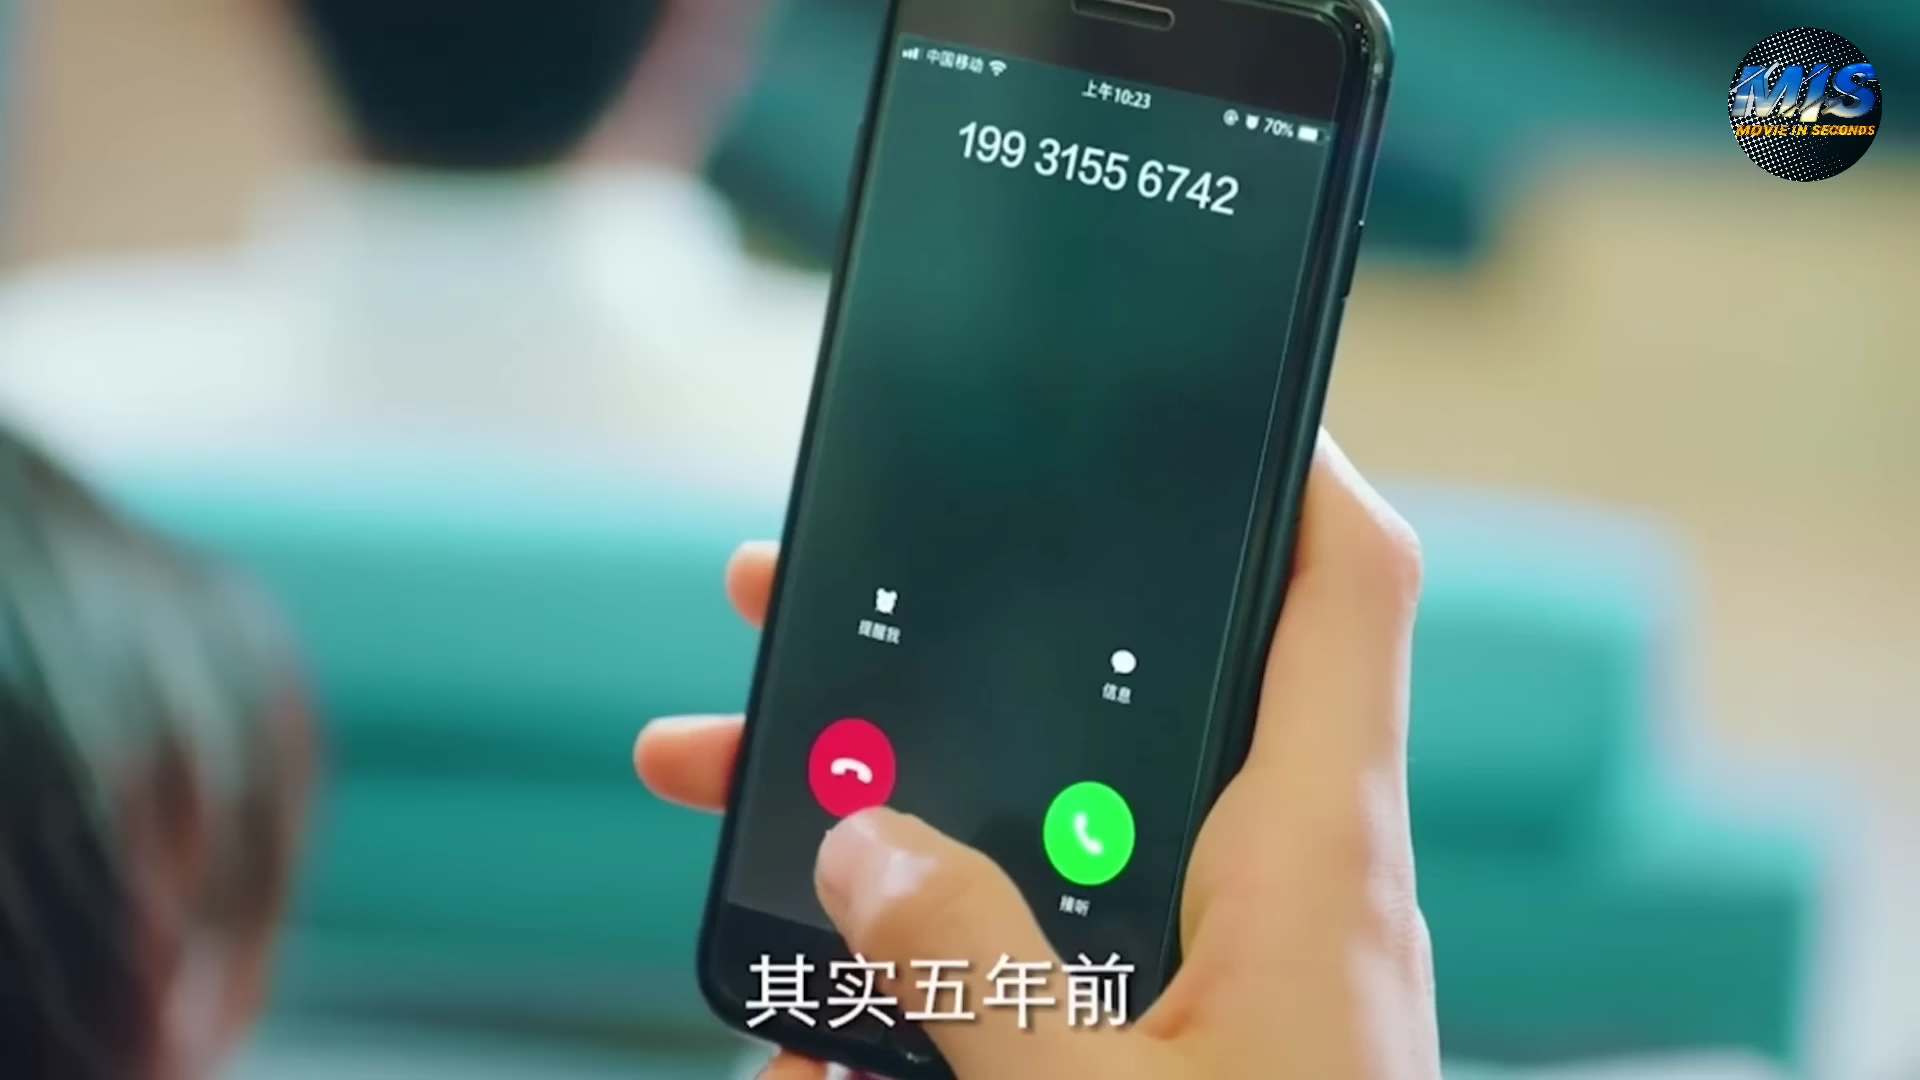 中国移动
上午10:23
70%
199 3155 6742
MIS
MOVIE IN SECONDS
提醒我
信息
接听
其实五年前